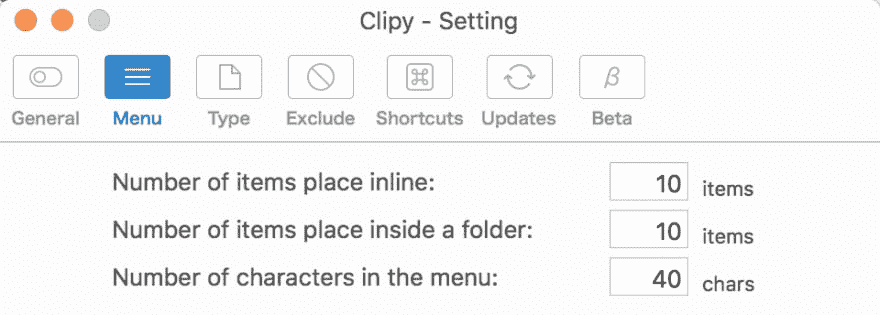 Clipy - Setting
General Menu Type Exclude Shortcuts Updates Beta
Number of items place inline: 10 items
Number of items place inside a folder: 10 items
Number of characters in the menu: 40 chars